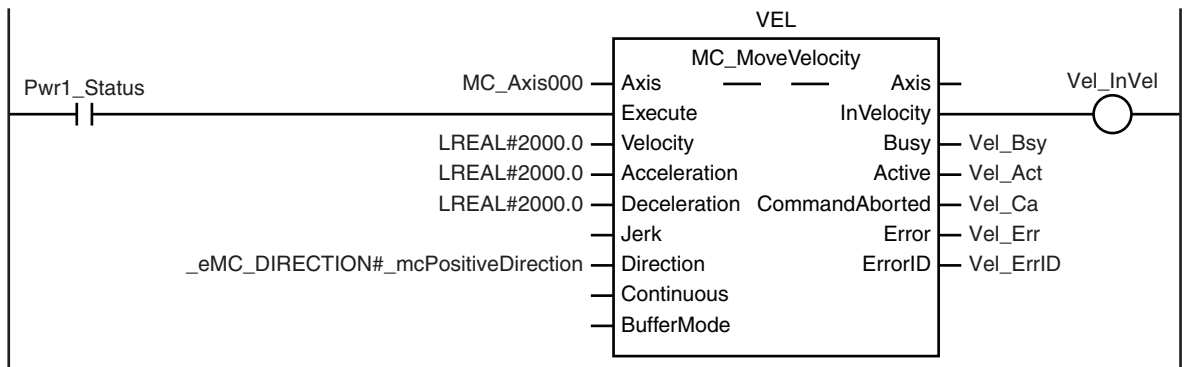 VEL
MC_MoveVelocity
MC_Axis000 Axis Axis
Pwr1_Status Execute InVelocity Vel_InVel
LREAL#2000.0 Velocity Busy Vel_Bsy
LREAL#2000.0 Acceleration Active Vel_Act
LREAL#2000.0 Deceleration CommandAborted Vel_Ca
Jerk Error Vel_Err
_eMC_DIRECTION#_mcPositiveDirection Direction ErrorID Vel_ErrID
Continuous
BufferMode